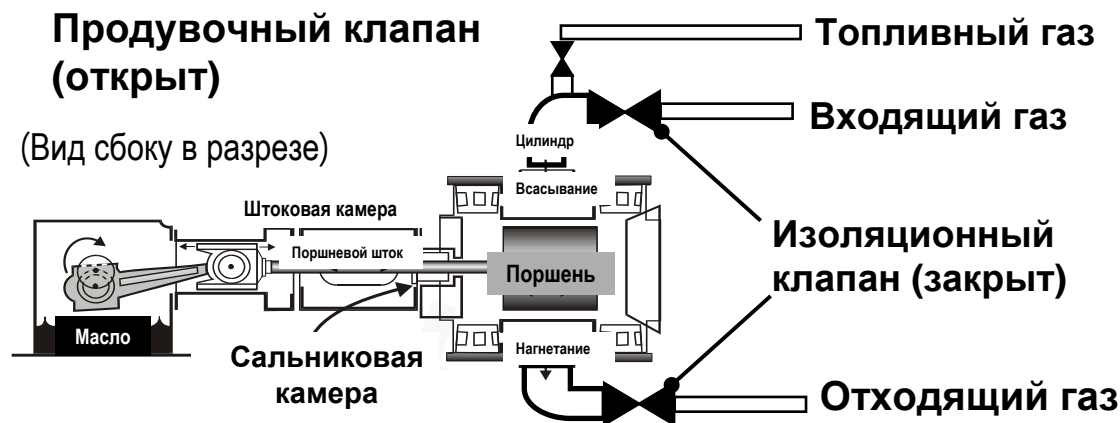 Продувочный клапан
(открыт)
(Вид сбоку в разрезе)
Топливный газ
Входящий газ
Цилиндр
Всасывание
Штоковая камера
Поршневой шток
Поршень
Изоляционный
клапан (закрыт)
Масло
Сальниковая
камера
Нагнетание
Отходящий газ